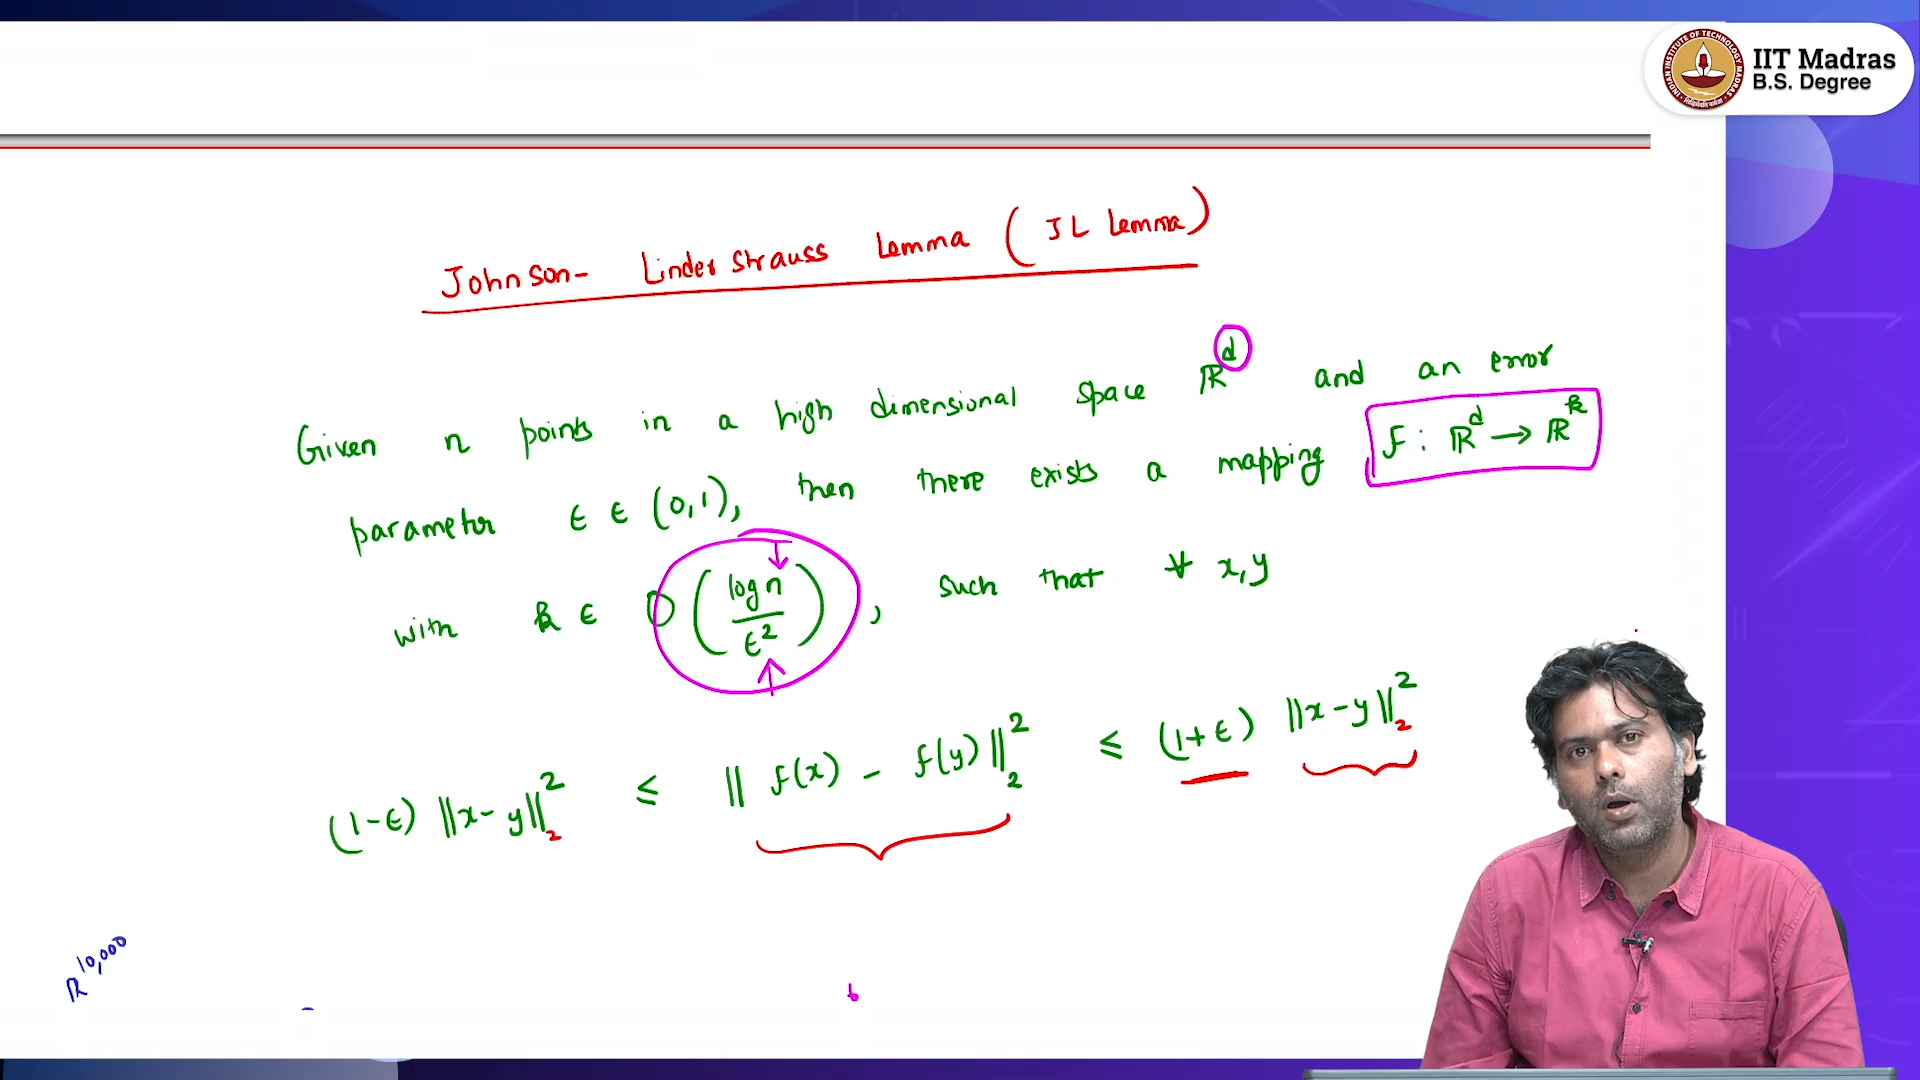 IIT Madras
B.S. Degree
Johnson- Linderstrauss Lemma (JL Lemma)
Given n points in a high dimensional space ℝ^d and an error
parameter ϵ ∈ (0,1), then there exists a mapping f : ℝ^d → ℝ^k
with k ∈ O(log n / ϵ²), such that ∀ x,y
(1-ϵ) ||x-y||₂² ≤ ||f(x) - f(y)||₂² ≤ (1+ϵ) ||x-y||₂²
ℝ^10,000